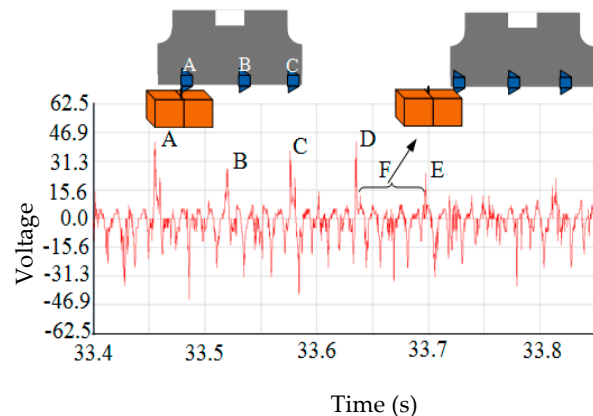 A B C
62.5
46.9
31.3
15.6
0.0
-15.6
-31.3
-46.9
-62.5
Voltage
A
B
C
D
F
E
33.4 33.5 33.6 33.7 33.8
Time (s)